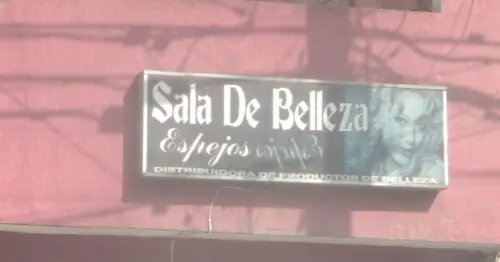 Sala De Belleza
Espejos
DISTRIBUIDORA DE PRODUCTOS DE BELLEZA